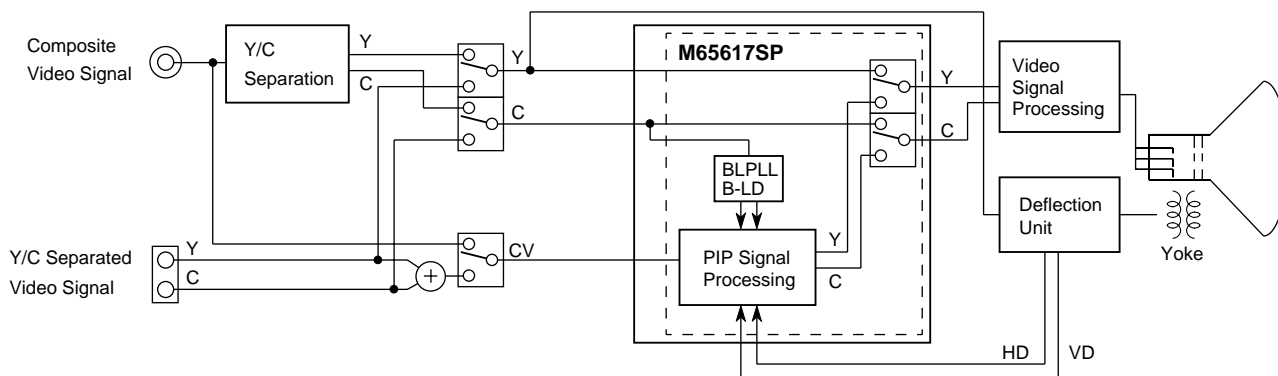 Composite
Video Signal
Y/C
Separation
Y
C
Y
C
M65617SP
Y
C
Video
Signal
Processing
BLPLL
B-LD
Deflection
Unit
Yoke
Y/C Separated
Video Signal
Y
C
+
CV
PIP Signal
Processing
Y
C
HD
VD